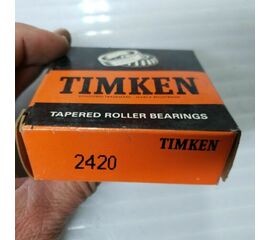 TIMKEN
TAPERED ROLLER BEARINGS
TIMKEN
2420